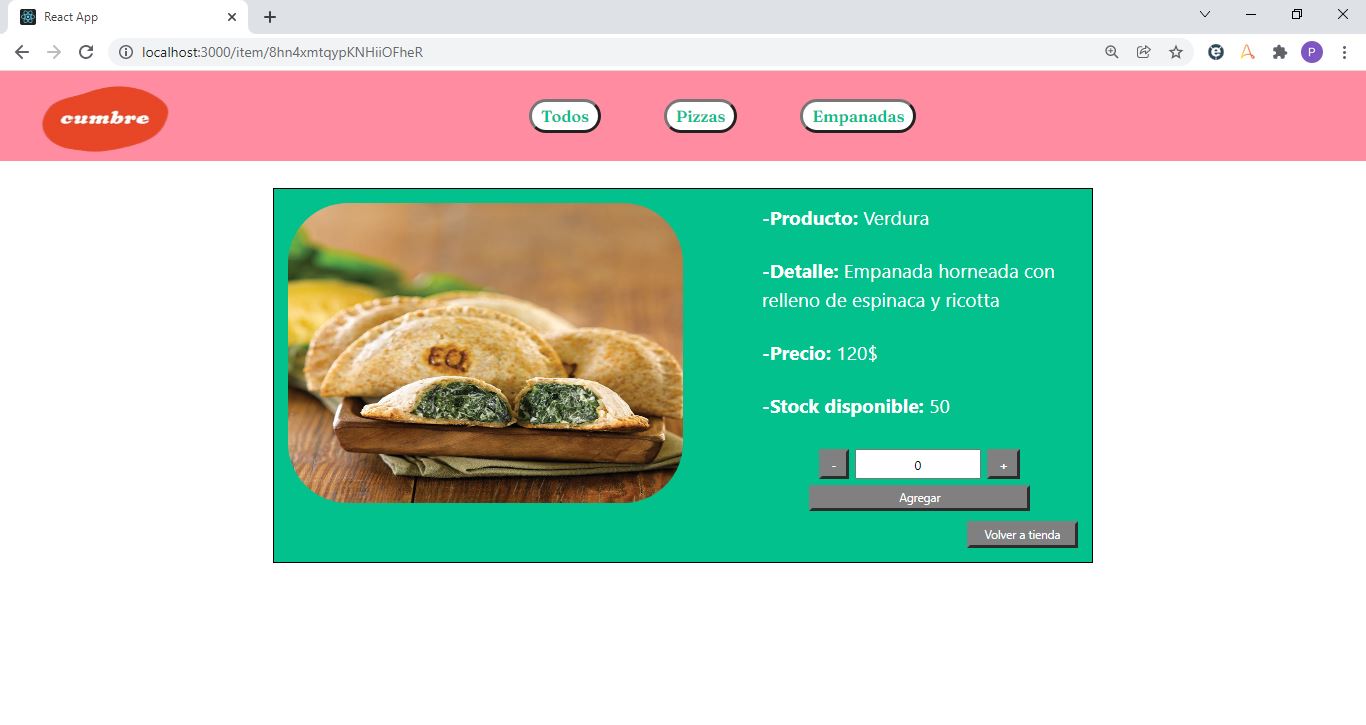 React App
localhost:3000/item/8hn4xmtqypKNHiiOFheR
P
cumbre
Todos
Pizzas
Empanadas
EQ
-Producto: Verdura
-Detalle: Empanada horneada con
relleno de espinaca y ricotta
-Precio: 120$
-Stock disponible: 50
- 0 +
Agregar
Volver a tienda